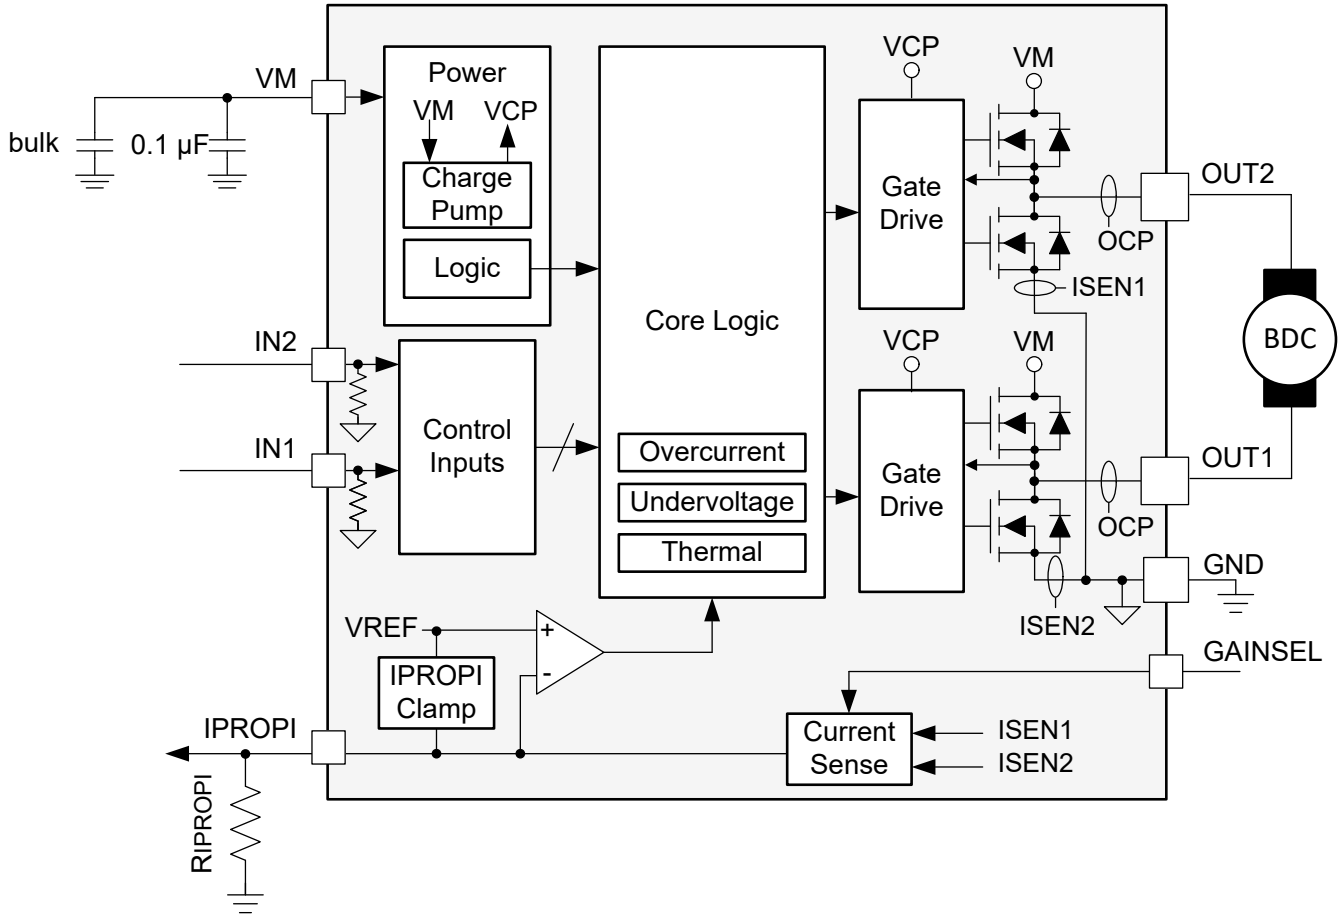 VCP
VM
Power
VM
VM VCP
bulk
0.1 µF
Charge
Pump
Gate
Drive
OUT2
OCP
Logic
ISEN1
Core Logic
BDC
IN2
VCP
VM
Control
Inputs
IN1
Overcurrent
OUT1
Gate
Drive
Undervoltage
OCP
Thermal
GND
ISEN2
VREF
+
-
IPROPI
Clamp
GAINSEL
IPROPI
Current
Sense
ISEN1
ISEN2
RIPROPI